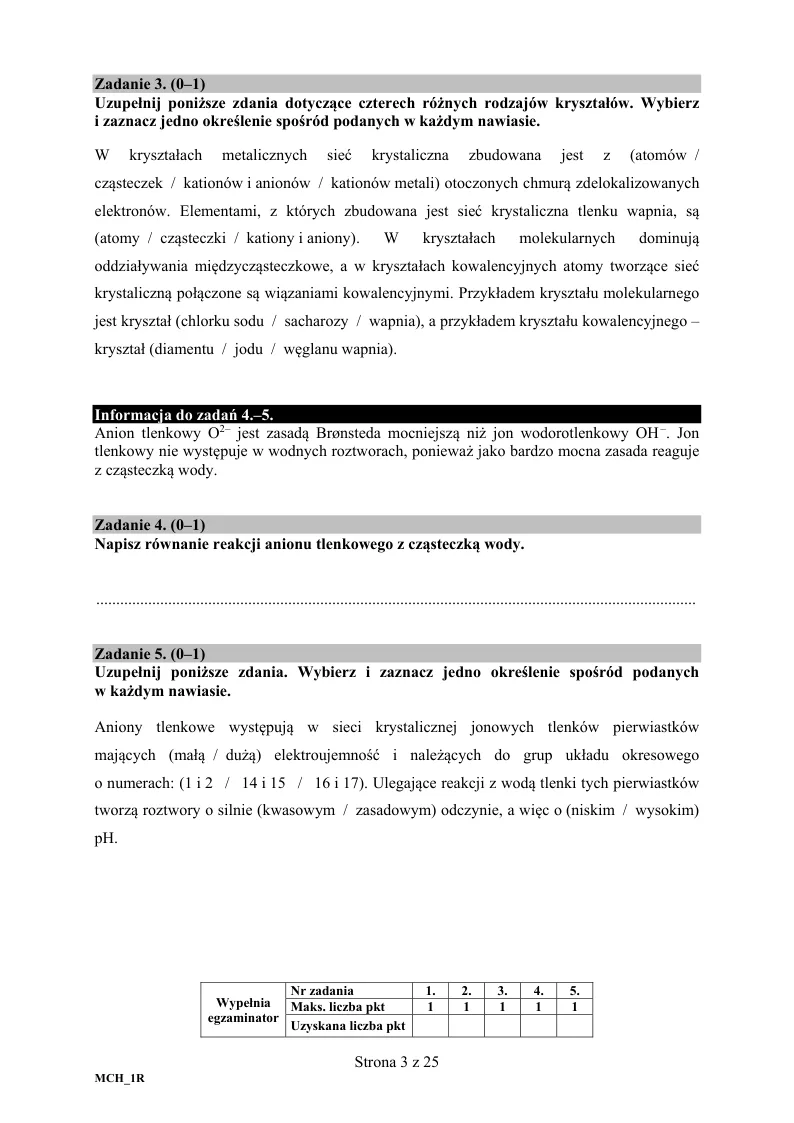 Zadanie 3. (0–1)
Uzupełnij poniższe zdania dotyczące czterech różnych rodzajów kryształów. Wybierz
i zaznacz jedno określenie spośród podanych w każdym nawiasie.
W kryształach metalicznych sieć krystaliczna zbudowana jest z (atomów /
cząsteczek / kationów i anionów / kationów metali) otoczonych chmurą zdelokalizowanych
elektronów. Elementami, z których zbudowana jest sieć krystaliczna tlenku wapnia, są
(atomy / cząsteczki / kationy i aniony). W kryształach molekularnych dominują
oddziaływania międzycząsteczkowe, a w kryształach kowalencyjnych atomy tworzące sieć
krystaliczną połączone są wiązaniami kowalencyjnymi. Przykładem kryształu molekularnego
jest kryształ (chlorku sodu / sacharozy / wapnia), a przykładem kryształu kowalencyjnego –
kryształ (diamentu / jodu / węglanu wapnia).
Informacja do zadań 4.–5.
Anion tlenkowy O²⁻ jest zasadą Brønsteda mocniejszą niż jon wodorotlenkowy OH⁻. Jon
tlenkowy nie występuje w wodnych roztworach, ponieważ jako bardzo mocna zasada reaguje
z cząsteczką wody.
Zadanie 4. (0–1)
Napisz równanie reakcji anionu tlenkowego z cząsteczką wody.
Zadanie 5. (0–1)
Uzupełnij poniższe zdania. Wybierz i zaznacz jedno określenie spośród podanych
w każdym nawiasie.
Aniony tlenkowe występują w sieci krystalicznej jonowych tlenków pierwiastków
mających (małą / dużą) elektroujemność i należących do grup układu okresowego
o numerach: (1 i 2 / 14 i 15 / 16 i 17). Ulegające reakcji z wodą tlenki tych pierwiastków
tworzą roztwory o silnie (kwasowym / zasadowym) odczynie, a więc o (niskim / wysokim)
pH.
Wypełnia egzaminator
Nr zadania 1. 2. 3. 4. 5.
Maks. liczba pkt 1 1 1 1 1
Uzyskana liczba pkt
Strona 3 z 25
MCH_1R